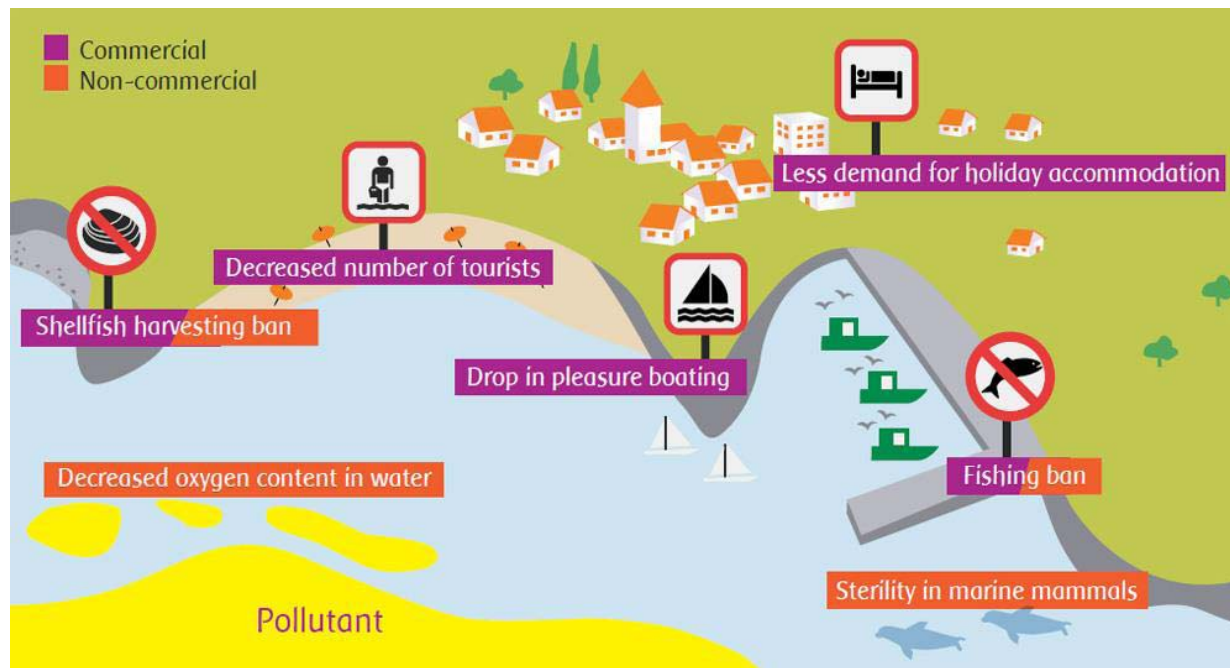 Commercial
Non-commercial
Less demand for holiday accommodation
Decreased number of tourists
Shellfish harvesting ban
Drop in pleasure boating
Decreased oxygen content in water
Fishing ban
Sterility in marine mammals
Pollutant